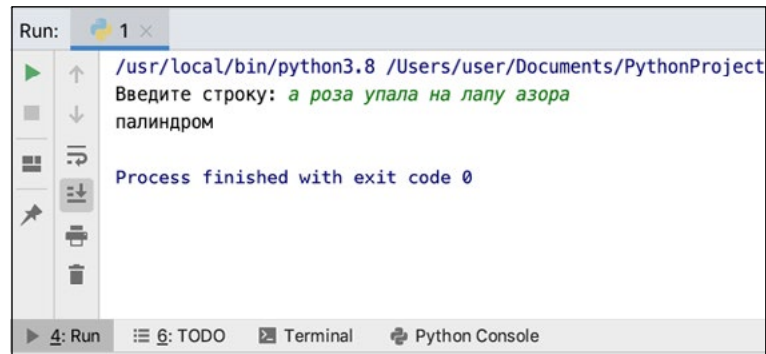 Run: 1
/usr/local/bin/python3.8 /Users/user/Documents/PythonProject
Введите строку: а роза упала на лапу азора
палиндром
Process finished with exit code 0
4: Run 6: TODO Terminal Python Console